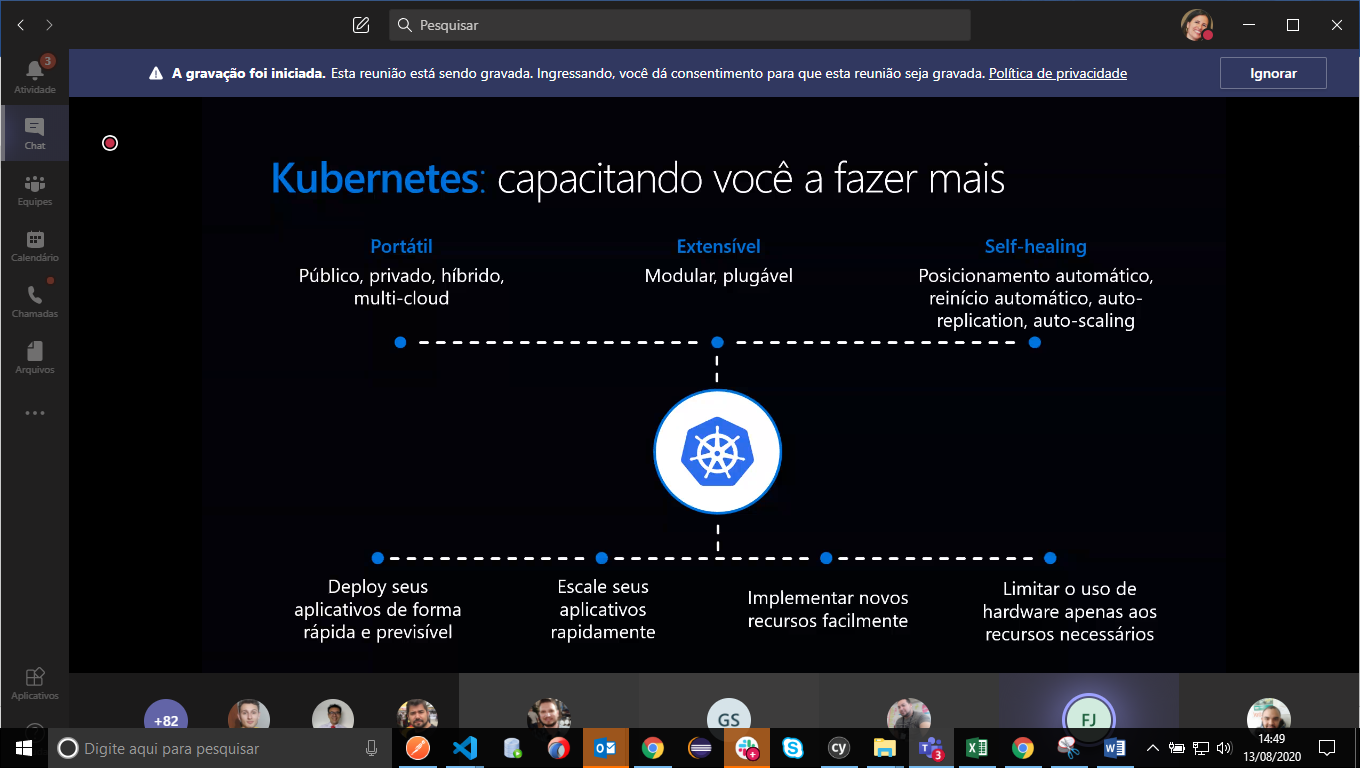 Pesquisar
A gravação foi iniciada. Esta reunião está sendo gravada. Ingressando, você dá consentimento para que esta reunião seja gravada. Política de privacidade
Ignorar
3
Atividade
Chat
Equipes
Calendário
Chamadas
Arquivos
Aplicativos
Kubernetes: capacitando você a fazer mais
Portátil
Público, privado, híbrido,
multi-cloud
Extensível
Modular, plugável
Self-healing
Posicionamento automático,
reinício automático, auto-
replication, auto-scaling
Deploy seus
aplicativos de forma
rápida e previsível
Escale seus
aplicativos
rapidamente
Implementar novos
recursos facilmente
Limitar o uso de
hardware apenas aos
recursos necessários
+82
GS
FJ
Digite aqui para pesquisar
cy
3
14:49
13/08/2020